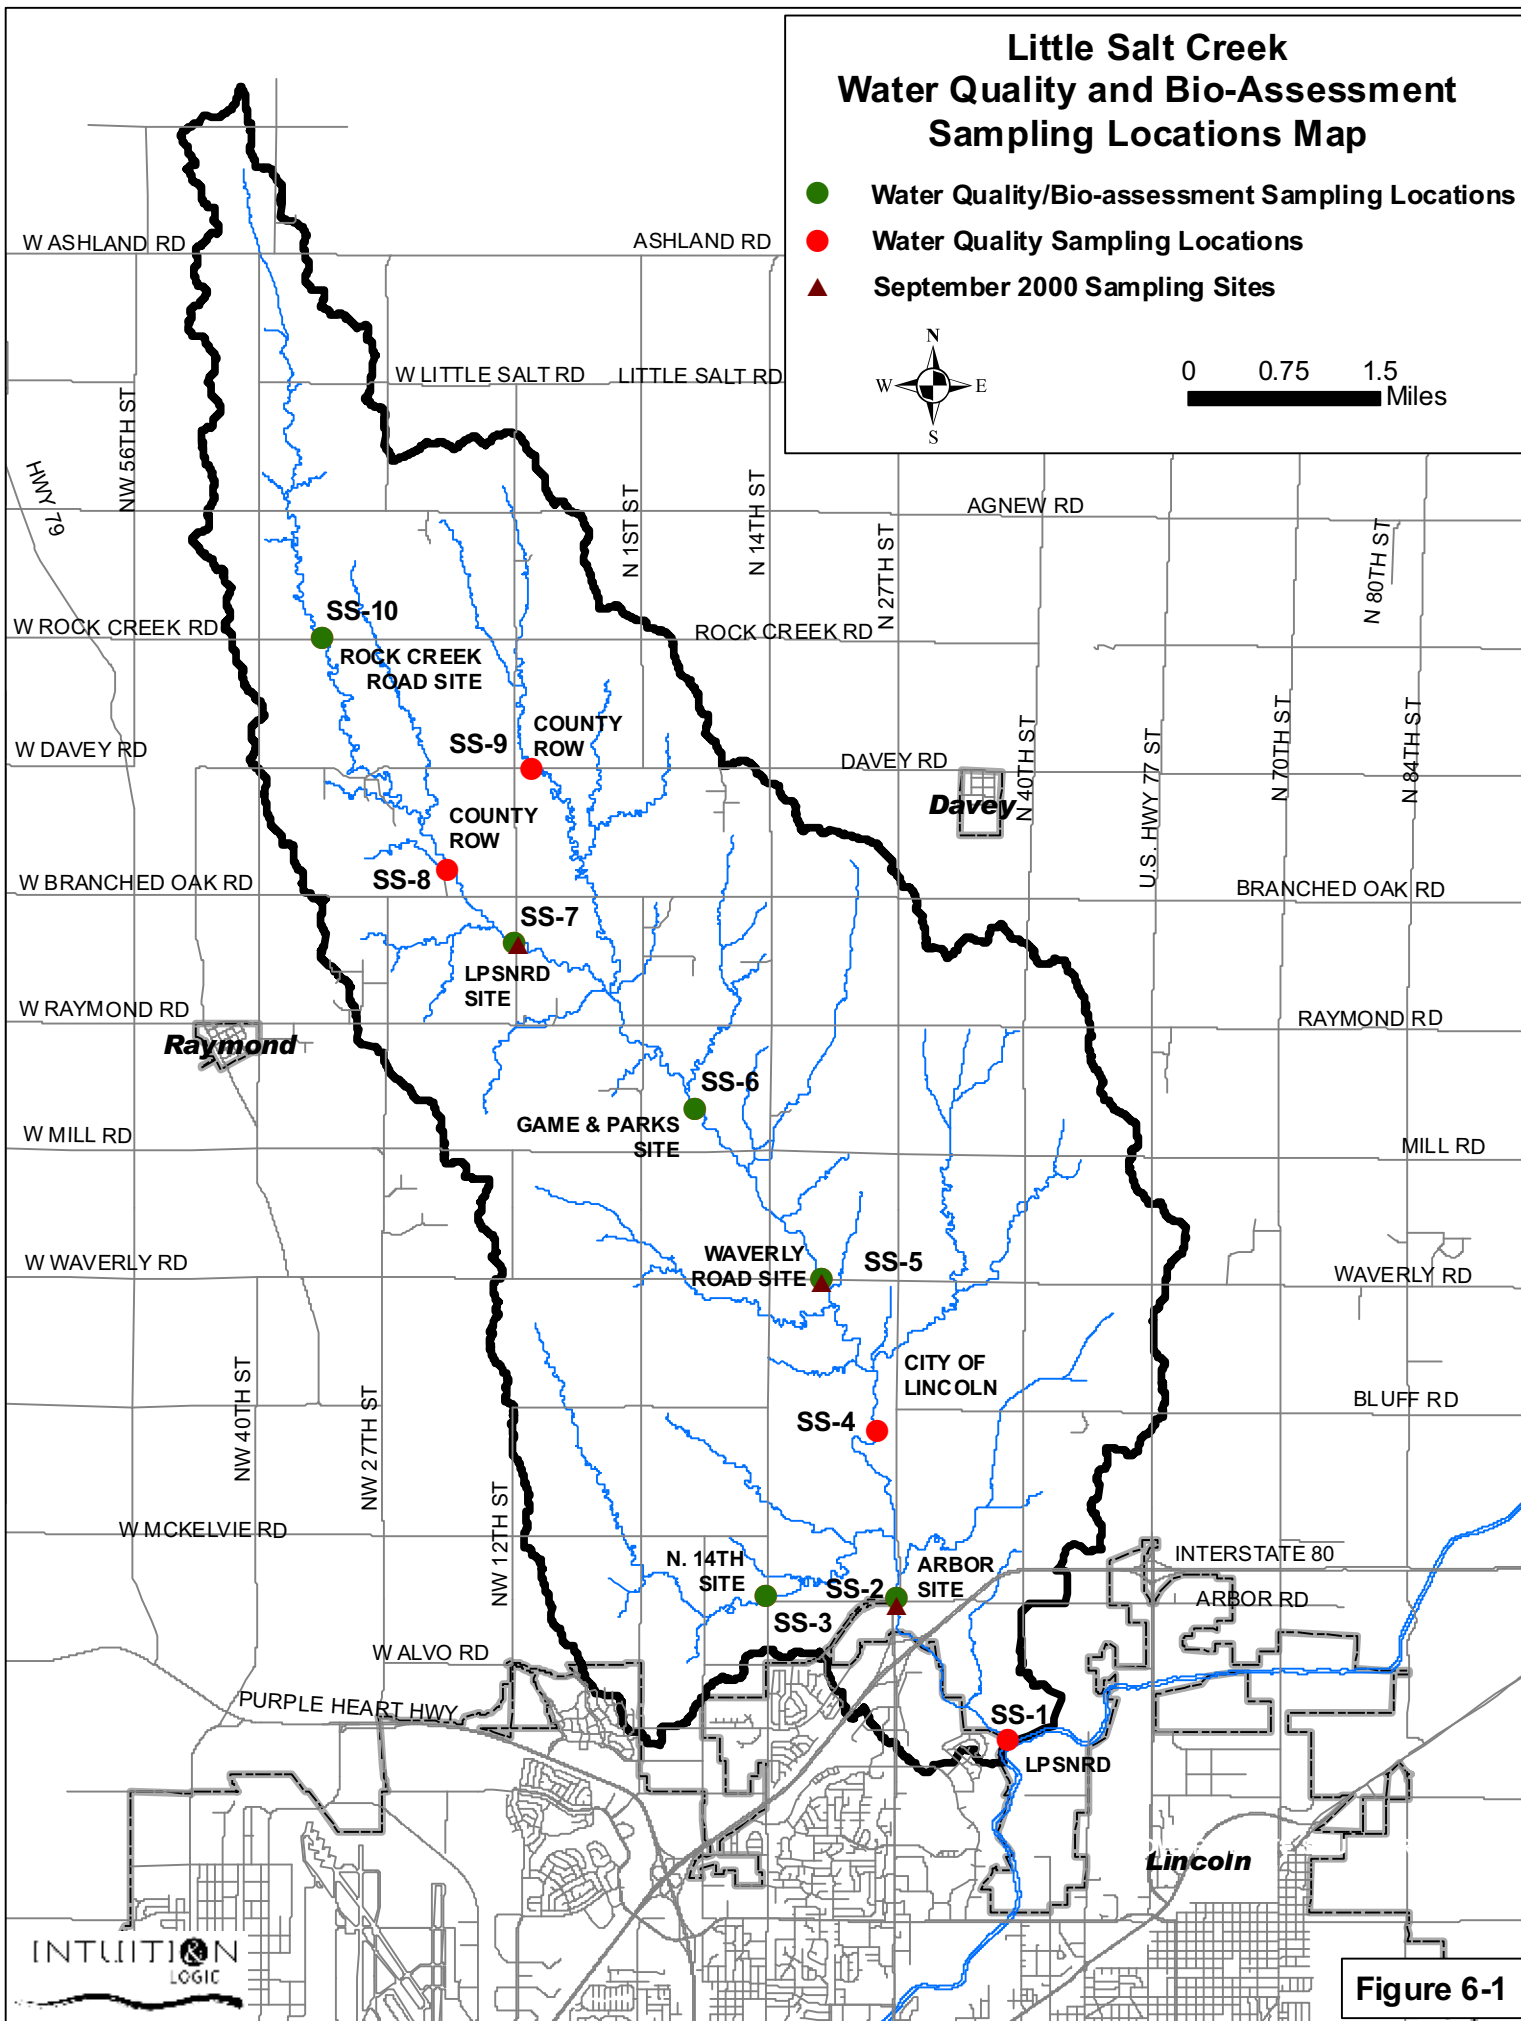 Little Salt Creek
Water Quality and Bio-Assessment
Sampling Locations Map
Water Quality/Bio-assessment Sampling Locations
Water Quality Sampling Locations
September 2000 Sampling Sites
N
W
E
S
0 0.75 1.5
Miles
W ASHLAND RD
ASHLAND RD
W LITTLE SALT RD
LITTLE SALT RD
NW 56TH ST
HWY 79
N 1ST ST
N 14TH ST
N 27TH ST
AGNEW RD
N 80TH ST
SS-10
W ROCK CREEK RD
ROCK CREEK RD
ROCK CREEK
ROAD SITE
SS-9
COUNTY
ROW
W DAVEY RD
DAVEY RD
Davey
N 40TH ST
U.S. HWY 77 ST
N 70TH ST
N 84TH ST
COUNTY
ROW
SS-8
W BRANCHED OAK RD
BRANCHED OAK RD
SS-7
LPSNRD
SITE
W RAYMOND RD
RAYMOND RD
Raymond
SS-6
GAME & PARKS
SITE
W MILL RD
MILL RD
WAVERLY
ROAD SITE
SS-5
W WAVERLY RD
WAVERLY RD
CITY OF
LINCOLN
SS-4
BLUFF RD
NW 40TH ST
NW 27TH ST
NW 12TH ST
W MCKELVIE RD
N. 14TH
SITE
SS-3
SS-2
ARBOR
SITE
INTERSTATE 80
ARBOR RD
W ALVO RD
PURPLE HEART HWY
SS-1
LPSNRD
Lincoln
INTUITI&N
LOGIC
Figure 6-1